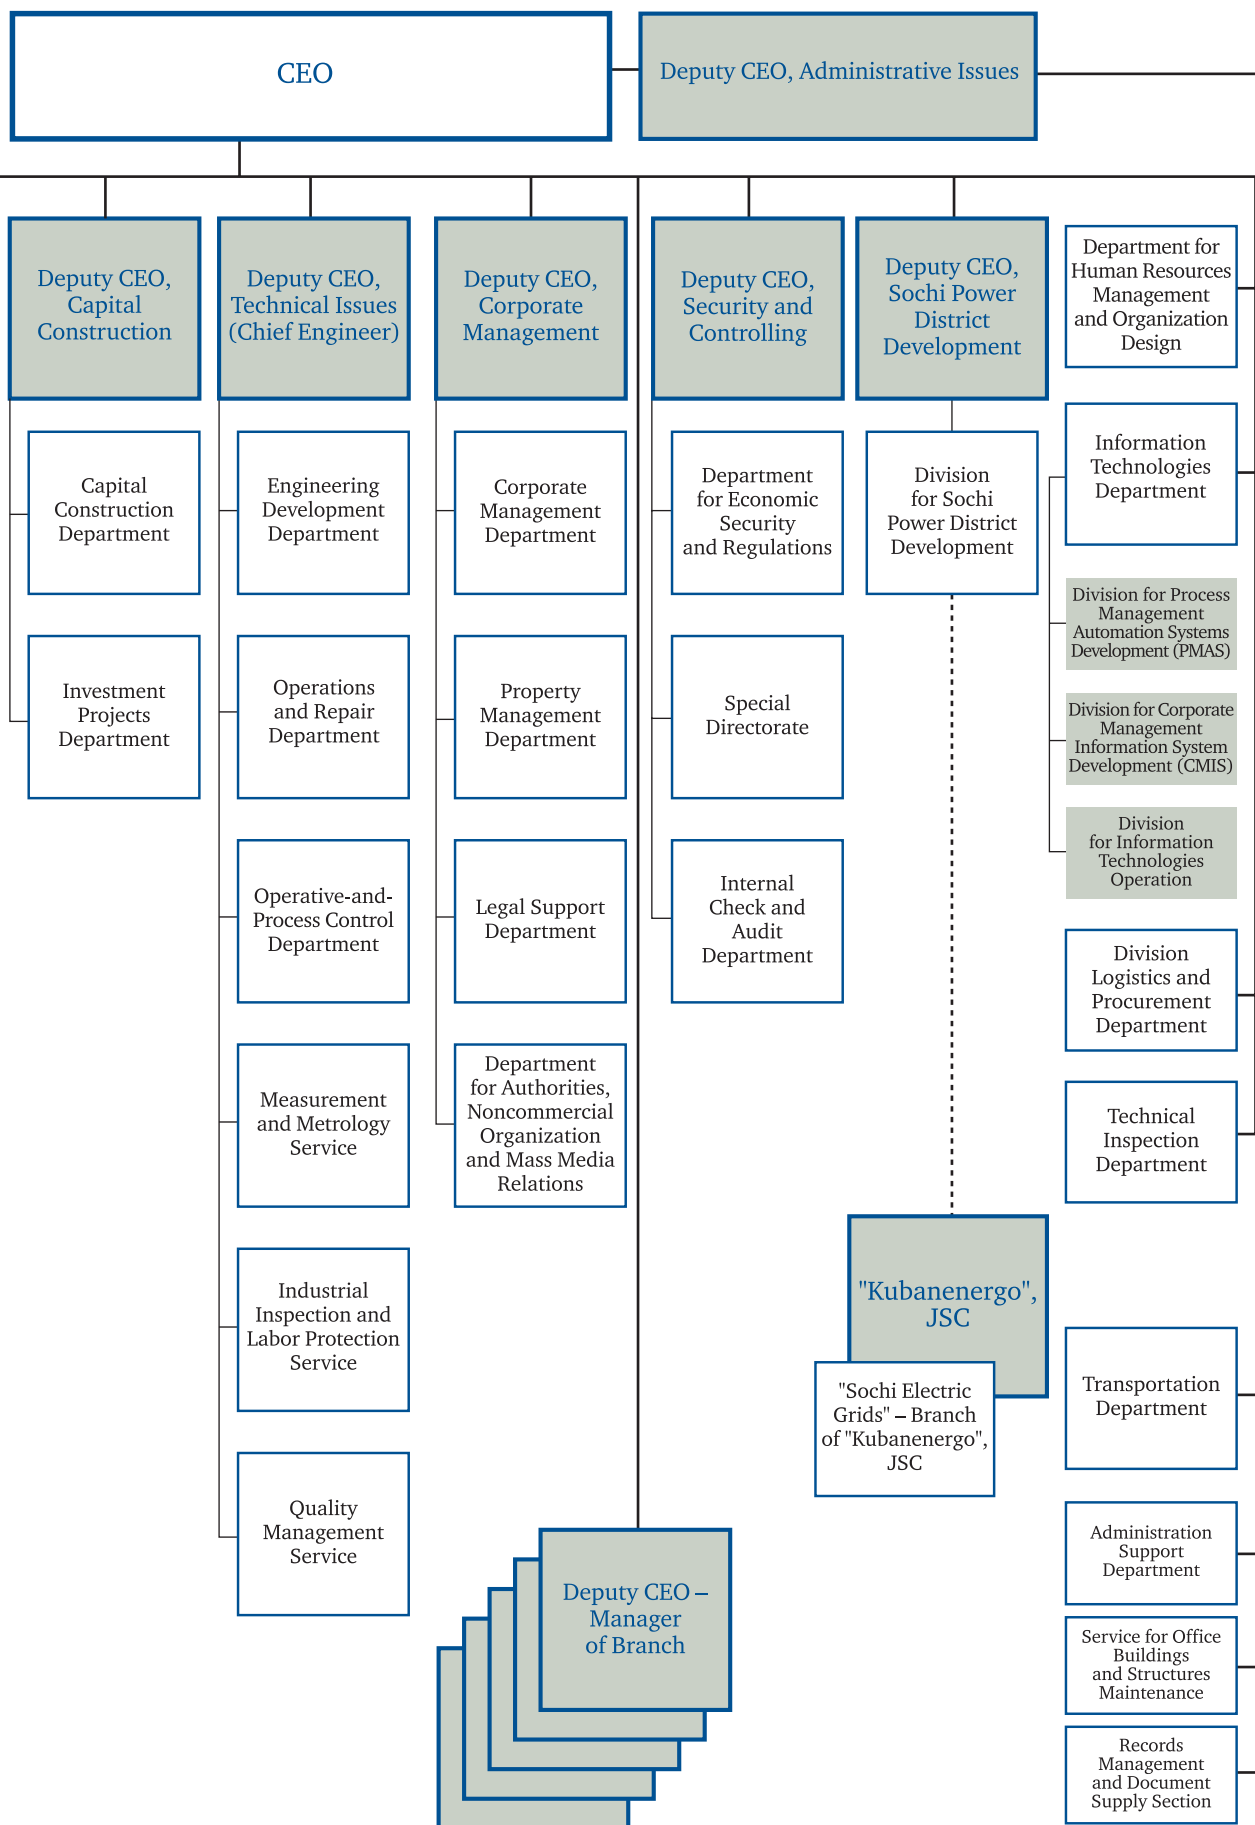 CEO
Deputy CEO, Administrative Issues
Deputy CEO,
Capital
Construction
Deputy CEO,
Technical Issues
(Chief Engineer)
Deputy CEO,
Corporate
Management
Deputy CEO,
Security and
Controlling
Deputy CEO,
Sochi Power
District
Development
Department for
Human Resources
Management
and Organization
Design
Capital
Construction
Department
Engineering
Development
Department
Corporate
Management
Department
Department
for Economic
Security
and Regulations
Division
for Sochi
Power District
Development
Information
Technologies
Department
Division for Process
Management
Automation Systems
Development (PMAS)
Investment
Projects
Department
Operations
and Repair
Department
Property
Management
Department
Special
Directorate
Division for Corporate
Management
Information System
Development (CMIS)
Division
for Information
Technologies
Operation
Operative-and-
Process Control
Department
Legal Support
Department
Internal
Check and
Audit
Department
Division
Logistics and
Procurement
Department
Measurement
and Metrology
Service
Department
for Authorities,
Noncommercial
Organization
and Mass Media
Relations
Technical
Inspection
Department
Industrial
Inspection and
Labor Protection
Service
"Kubanenergo",
JSC
"Sochi Electric
Grids" – Branch
of "Kubanenergo",
JSC
Transportation
Department
Quality
Management
Service
Administration
Support
Department
Deputy CEO –
Manager
of Branch
Service for Office
Buildings
and Structures
Maintenance
Records
Management
and Document
Supply Section